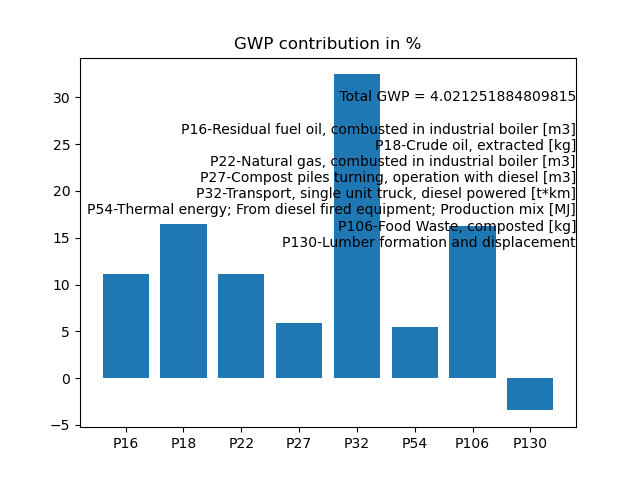 GWP contribution in %
Total GWP = 4.021251884809815
P16-Residual fuel oil, combusted in industrial boiler [m3]
P18-Crude oil, extracted [kg]
P22-Natural gas, combusted in industrial boiler [m3]
P27-Compost piles turning, operation with diesel [m3]
P32-Transport, single unit truck, diesel powered [t*km]
P54-Thermal energy; From diesel fired equipment; Production mix [MJ]
P106-Food Waste, composted [kg]
P130-Lumber formation and displacement
30
25
20
15
10
5
0
−5
P16 P18 P22 P27 P32 P54 P106 P130